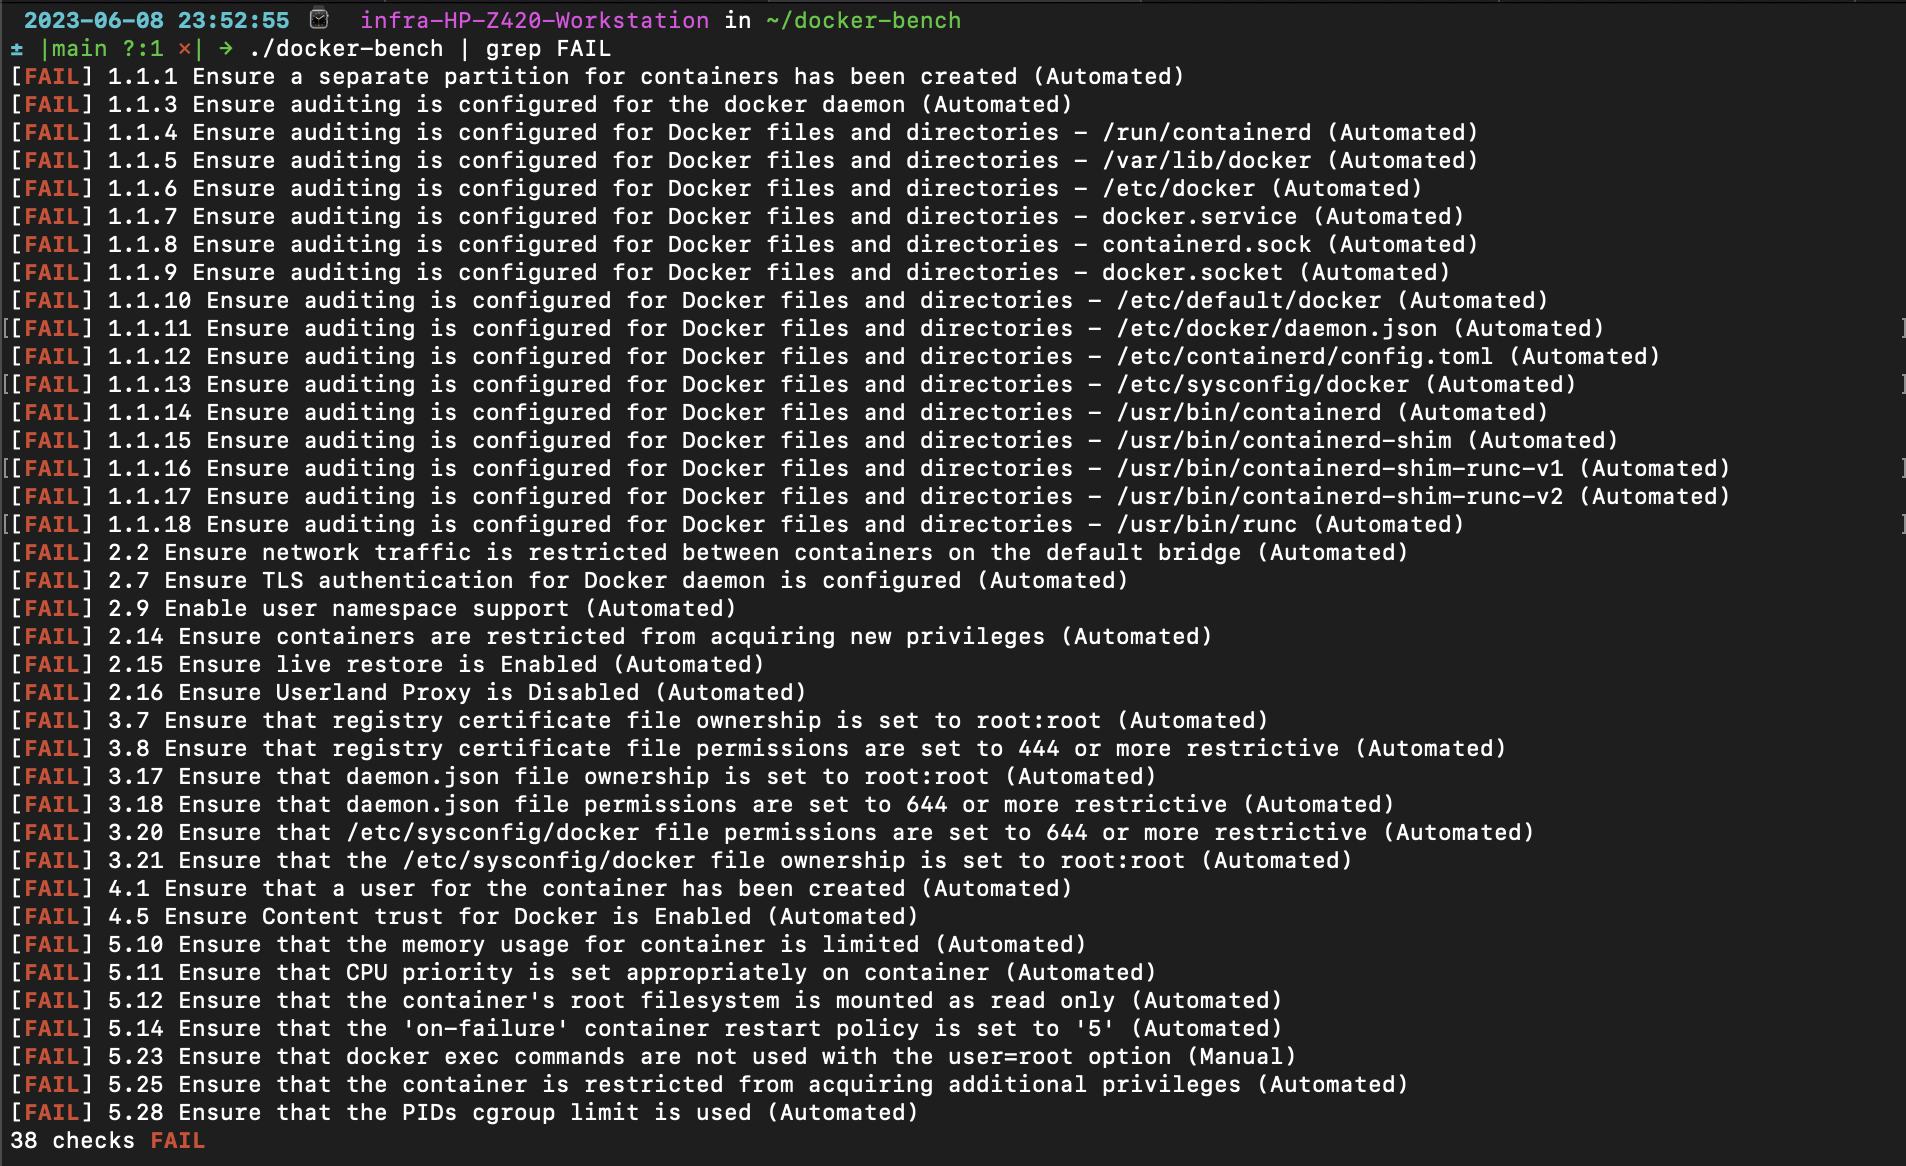 2023-06-08 23:52:55 ⌚ infra-HP-Z420-Workstation in ~/docker-bench
± |main ?:1 ×| → ./docker-bench | grep FAIL
[FAIL] 1.1.1 Ensure a separate partition for containers has been created (Automated)
[FAIL] 1.1.3 Ensure auditing is configured for the docker daemon (Automated)
[FAIL] 1.1.4 Ensure auditing is configured for Docker files and directories - /run/containerd (Automated)
[FAIL] 1.1.5 Ensure auditing is configured for Docker files and directories - /var/lib/docker (Automated)
[FAIL] 1.1.6 Ensure auditing is configured for Docker files and directories - /etc/docker (Automated)
[FAIL] 1.1.7 Ensure auditing is configured for Docker files and directories - docker.service (Automated)
[FAIL] 1.1.8 Ensure auditing is configured for Docker files and directories - containerd.sock (Automated)
[FAIL] 1.1.9 Ensure auditing is configured for Docker files and directories - docker.socket (Automated)
[FAIL] 1.1.10 Ensure auditing is configured for Docker files and directories - /etc/default/docker (Automated)
[[FAIL] 1.1.11 Ensure auditing is configured for Docker files and directories - /etc/docker/daemon.json (Automated) ]
[FAIL] 1.1.12 Ensure auditing is configured for Docker files and directories - /etc/containerd/config.toml (Automated)
[[FAIL] 1.1.13 Ensure auditing is configured for Docker files and directories - /etc/sysconfig/docker (Automated) ]
[FAIL] 1.1.14 Ensure auditing is configured for Docker files and directories - /usr/bin/containerd (Automated)
[FAIL] 1.1.15 Ensure auditing is configured for Docker files and directories - /usr/bin/containerd-shim (Automated)
[[FAIL] 1.1.16 Ensure auditing is configured for Docker files and directories - /usr/bin/containerd-shim-runc-v1 (Automated) ]
[FAIL] 1.1.17 Ensure auditing is configured for Docker files and directories - /usr/bin/containerd-shim-runc-v2 (Automated)
[[FAIL] 1.1.18 Ensure auditing is configured for Docker files and directories - /usr/bin/runc (Automated) ]
[FAIL] 2.2 Ensure network traffic is restricted between containers on the default bridge (Automated)
[FAIL] 2.7 Ensure TLS authentication for Docker daemon is configured (Automated)
[FAIL] 2.9 Enable user namespace support (Automated)
[FAIL] 2.14 Ensure containers are restricted from acquiring new privileges (Automated)
[FAIL] 2.15 Ensure live restore is Enabled (Automated)
[FAIL] 2.16 Ensure Userland Proxy is Disabled (Automated)
[FAIL] 3.7 Ensure that registry certificate file ownership is set to root:root (Automated)
[FAIL] 3.8 Ensure that registry certificate file permissions are set to 444 or more restrictive (Automated)
[FAIL] 3.17 Ensure that daemon.json file ownership is set to root:root (Automated)
[FAIL] 3.18 Ensure that daemon.json file permissions are set to 644 or more restrictive (Automated)
[FAIL] 3.20 Ensure that /etc/sysconfig/docker file permissions are set to 644 or more restrictive (Automated)
[FAIL] 3.21 Ensure that the /etc/sysconfig/docker file ownership is set to root:root (Automated)
[FAIL] 4.1 Ensure that a user for the container has been created (Automated)
[FAIL] 4.5 Ensure Content trust for Docker is Enabled (Automated)
[FAIL] 5.10 Ensure that the memory usage for container is limited (Automated)
[FAIL] 5.11 Ensure that CPU priority is set appropriately on container (Automated)
[FAIL] 5.12 Ensure that the container's root filesystem is mounted as read only (Automated)
[FAIL] 5.14 Ensure that the 'on-failure' container restart policy is set to '5' (Automated)
[FAIL] 5.23 Ensure that docker exec commands are not used with the user=root option (Manual)
[FAIL] 5.25 Ensure that the container is restricted from acquiring additional privileges (Automated)
[FAIL] 5.28 Ensure that the PIDs cgroup limit is used (Automated)
38 checks FAIL